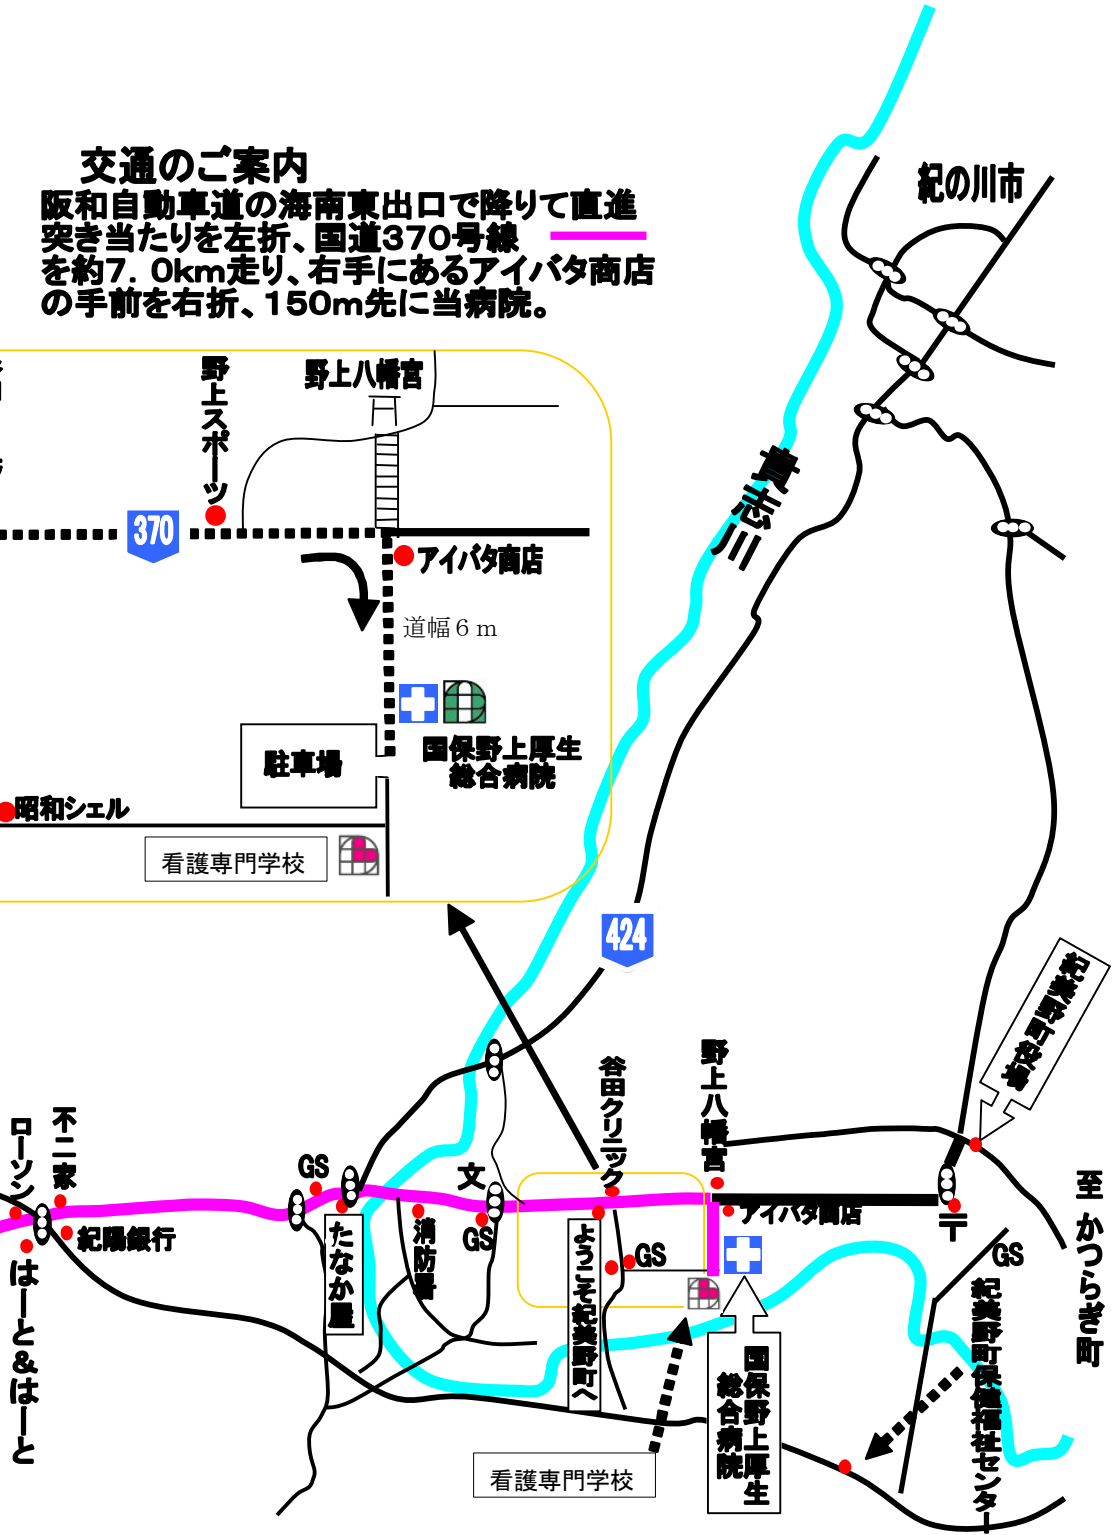 交通のご案内
阪和自動車道の海南東出口で降りて直進
突き当たりを左折、国道370号線
を約7.0km走り、右手にあるアイバタ商店
の手前を右折、150m先に当病院。
紀の川市
野上スポーツ
野上八幡宮
370
アイバタ商店
道幅6m
貴志川
国保野上厚生
総合病院
駐車場
昭和シェル
看護専門学校
424
紀美野町役場
谷田クリニック
野上八幡宮
ローソン
不二家
GS
文
紀陽銀行
たなか屋
消防署
GS
ようこそ紀美野町へ
GS
アイバタ商店
〒
GS
至 かつらぎ町
はーと&はーと
国保野上厚生
総合病院
紀美野町保健福祉センター
看護専門学校